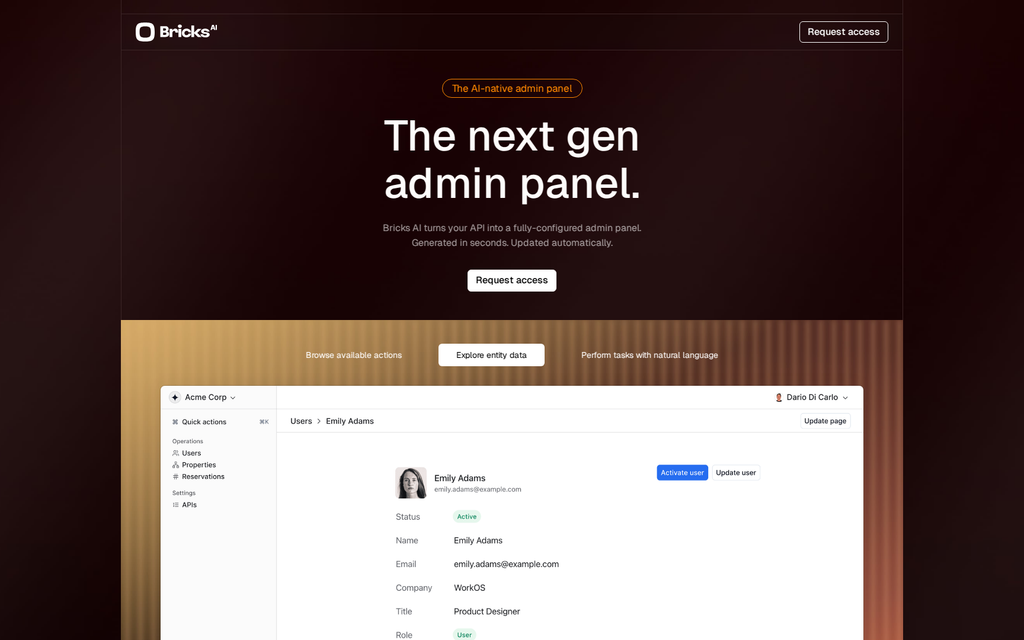 Bricks AI
Request access
The AI-native admin panel
The next gen
admin panel.
Bricks AI turns your API into a fully-configured admin panel.
Generated in seconds. Updated automatically.
Request access
Browse available actions
Explore entity data
Perform tasks with natural language
Acme Corp
Dario Di Carlo
⌘ Quick actions ⌘K
Users > Emily Adams
Update page
Operations
Users
Properties
# Reservations
Settings
APIs
Emily Adams
emily.adams@example.com
Activate user
Update user
Status Active
Name Emily Adams
Email emily.adams@example.com
Company WorkOS
Title Product Designer
Role User